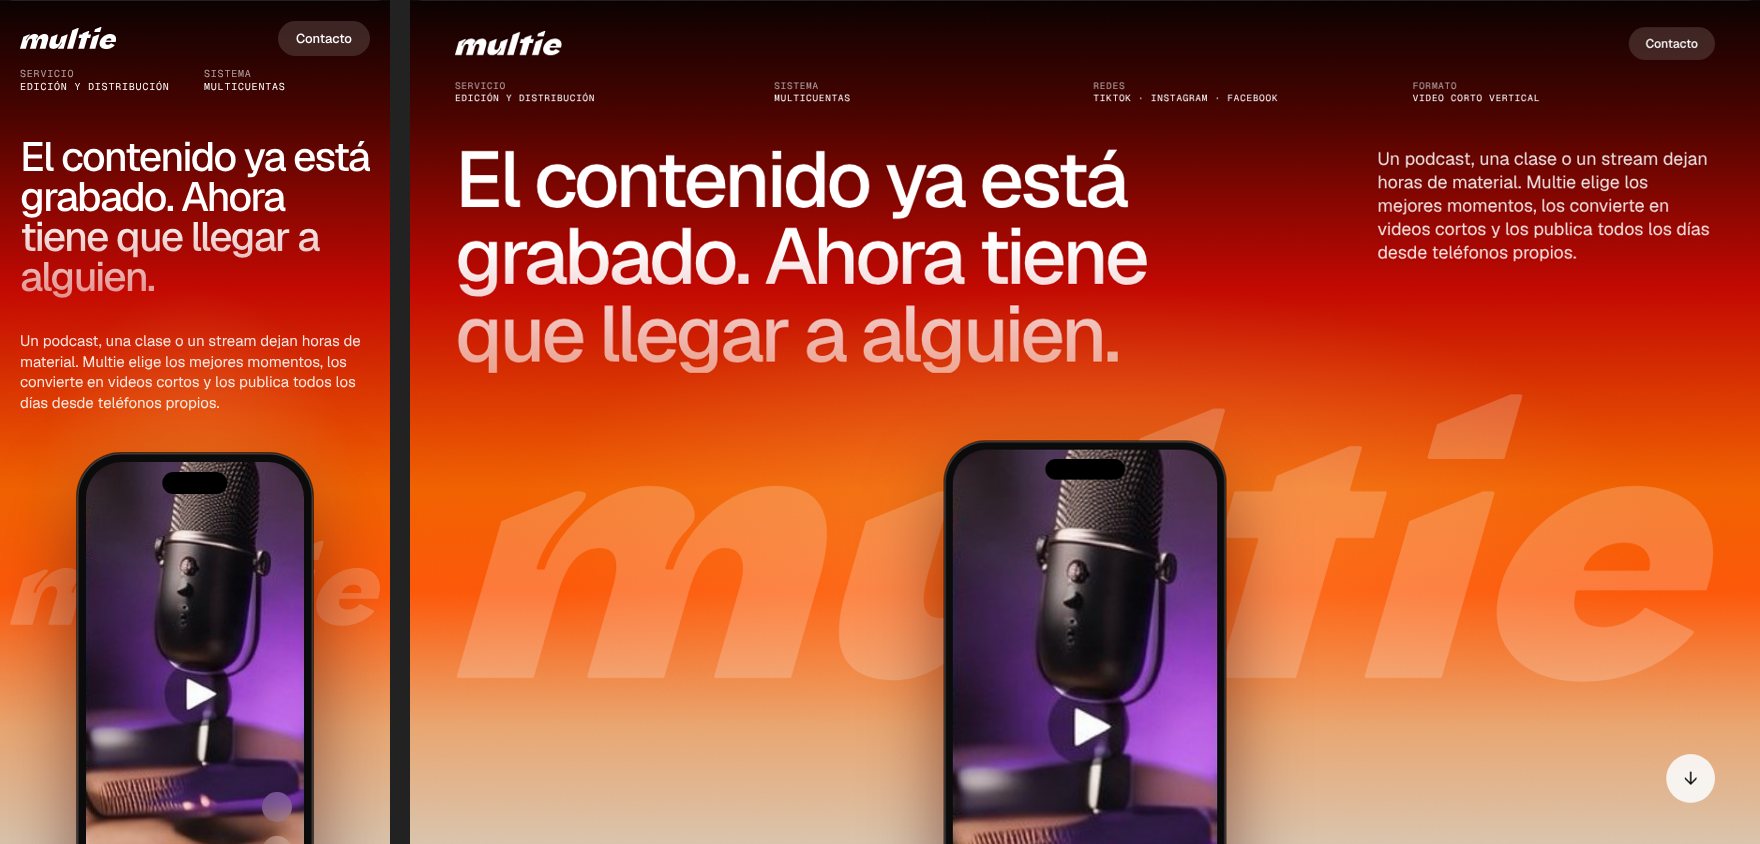 multie
Contacto
SERVICIO
EDICIÓN Y DISTRIBUCIÓN
SISTEMA
MULTICUENTAS
El contenido ya está
grabado. Ahora
tiene que llegar a
alguien.
Un podcast, una clase o un stream dejan horas de
material. Multie elige los mejores momentos, los
convierte en videos cortos y los publica todos los
días desde teléfonos propios.
multie
Contacto
SERVICIO
EDICIÓN Y DISTRIBUCIÓN
SISTEMA
MULTICUENTAS
REDES
TIKTOK · INSTAGRAM · FACEBOOK
FORMATO
VIDEO CORTO VERTICAL
El contenido ya está
grabado. Ahora tiene
que llegar a alguien.
Un podcast, una clase o un stream dejan
horas de material. Multie elige los
mejores momentos, los convierte en
videos cortos y los publica todos los días
desde teléfonos propios.
multie